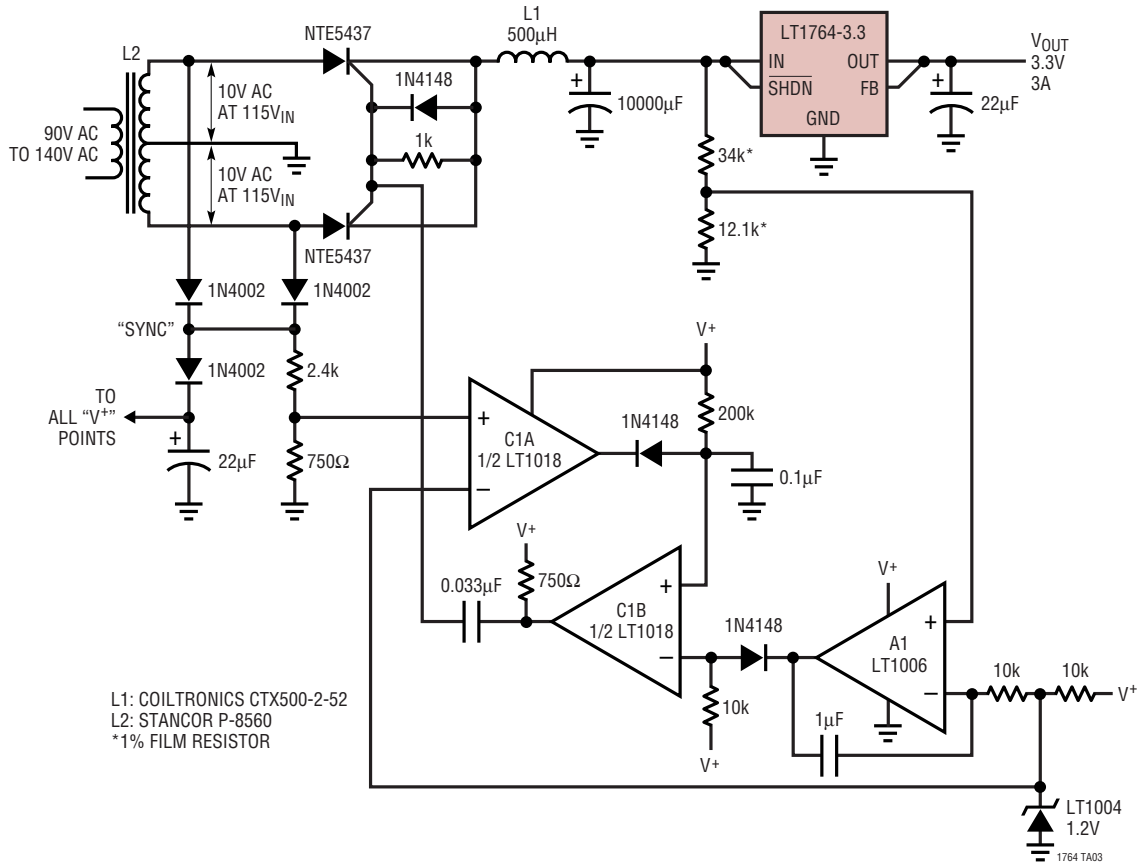 L1
500μH
NTE5437
L2
LT1764-3.3
IN
OUT
SHDN
FB
GND
VOUT
3.3V
3A
1N4148
10V AC
AT 115VIN
+
10000μF
+
22μF
90V AC
TO 140V AC
1k
34k*
10V AC
AT 115VIN
12.1k*
NTE5437
1N4002
1N4002
"SYNC"
V+
1N4002
2.4k
TO
ALL "V+"
POINTS
200k
+
1N4148
+
C1A
1/2 LT1018
22μF
750Ω
–
0.1μF
V+
0.033μF
750Ω
+
V+
C1B
1/2 LT1018
1N4148
+
A1
LT1006
–
10k
10k
–
V+
L1: COILTRONICS CTX500-2-52
L2: STANCOR P-8560
*1% FILM RESISTOR
10k
1μF
V+
LT1004
1.2V
1764 TA03